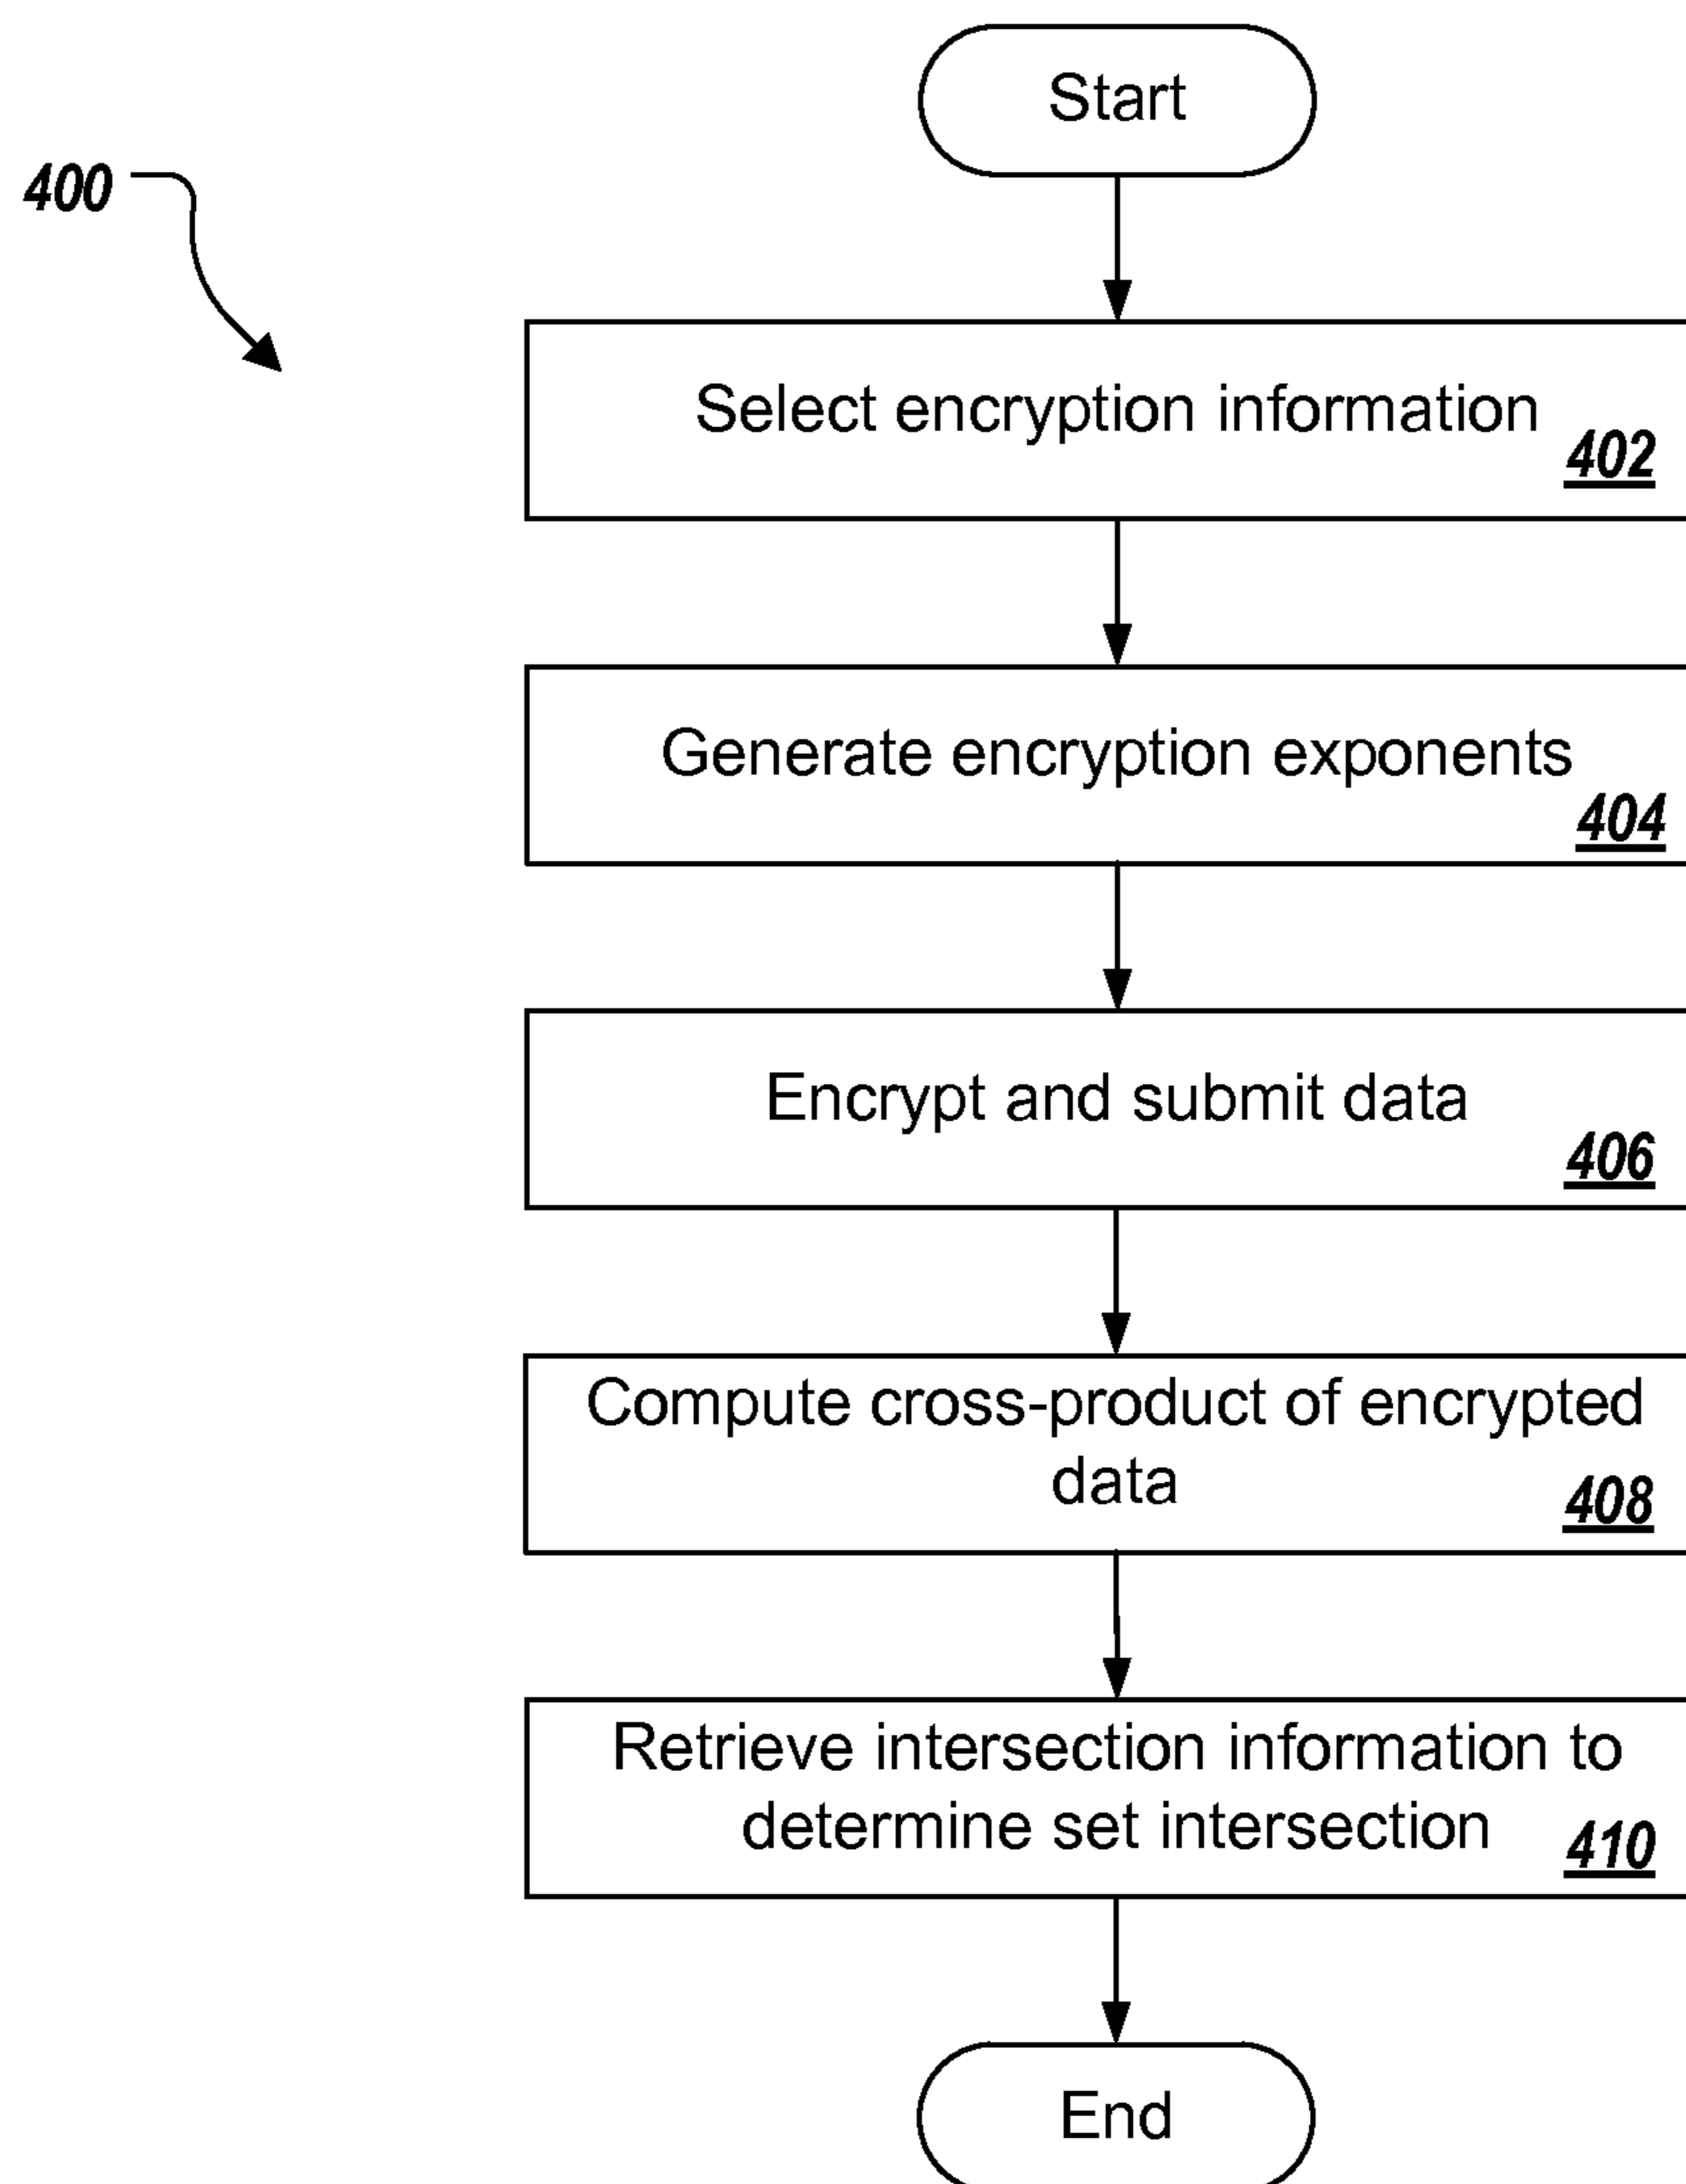 Start
400
Select encryption information
402
Generate encryption exponents
404
Encrypt and submit data
406
Compute cross-product of encrypted
data
408
Retrieve intersection information to
determine set intersection
410
End